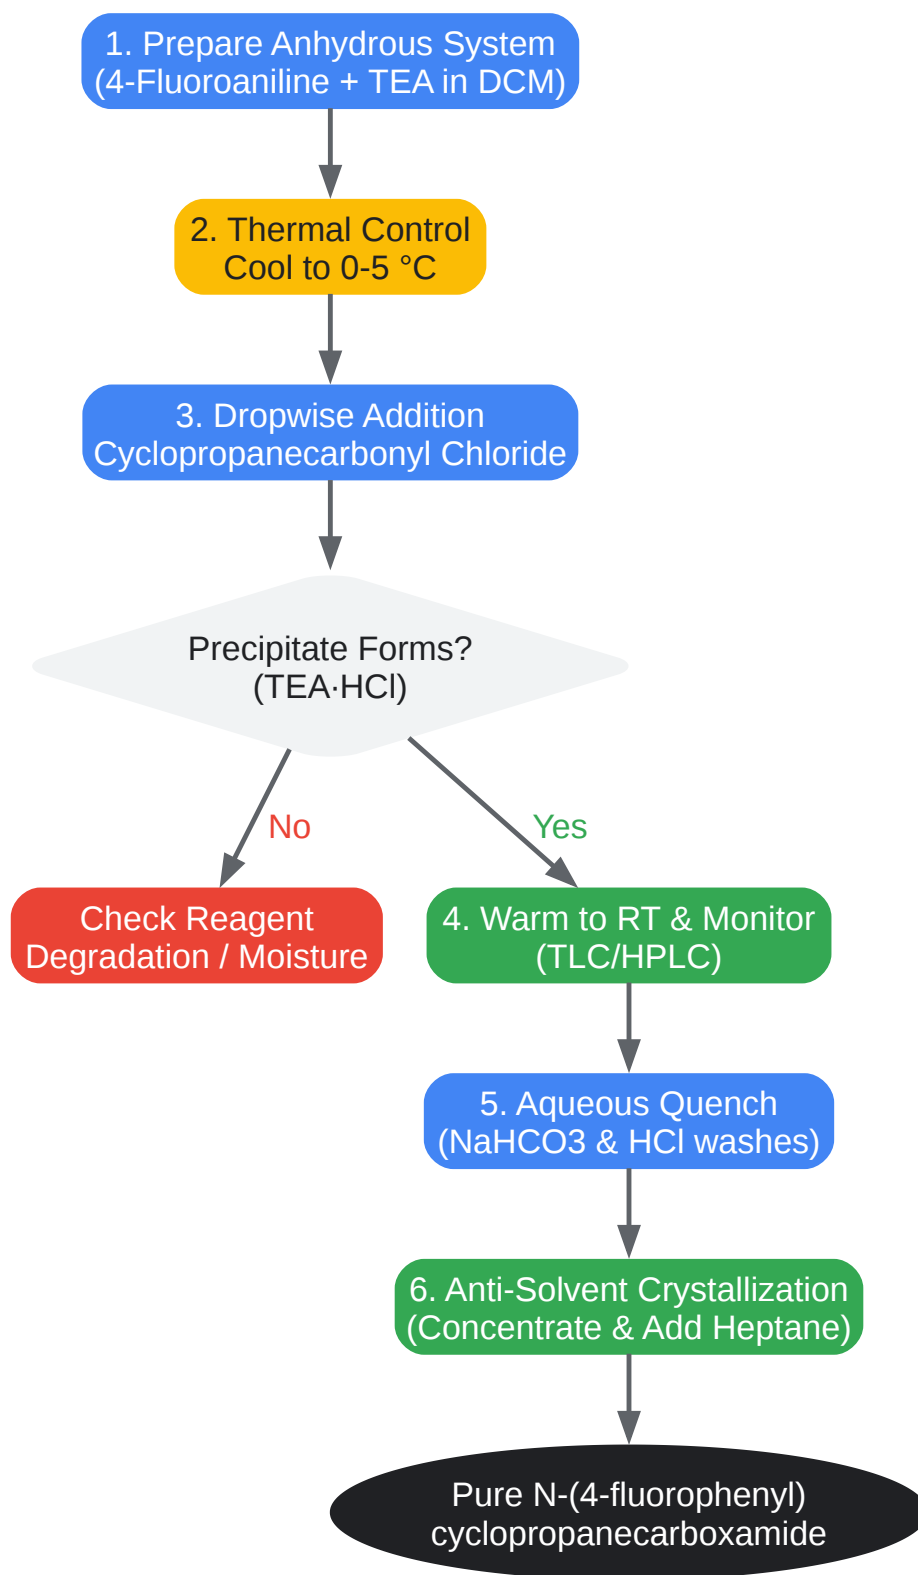 1. Prepare Anhydrous System
(4-Fluoroaniline + TEA in DCM)
2. Thermal Control
Cool to 0-5 °C
3. Dropwise Addition
Cyclopropanecarbonyl Chloride
Precipitate Forms?
(TEA·HCl)
No
Yes
Check Reagent
Degradation / Moisture
4. Warm to RT & Monitor
(TLC/HPLC)
5. Aqueous Quench
(NaHCO3 & HCl washes)
6. Anti-Solvent Crystallization
(Concentrate & Add Heptane)
Pure N-(4-fluorophenyl)
cyclopropanecarboxamide